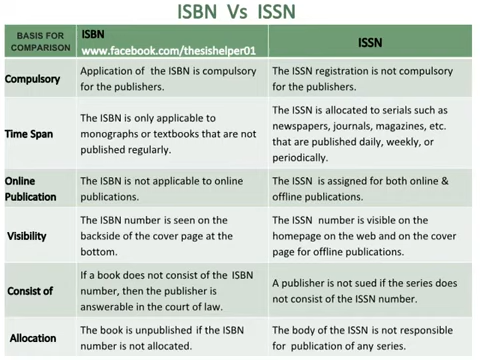 ISBN Vs ISSN
BASIS FOR
COMPARISON
ISBN
www.facebook.com/thesishelper01
ISSN
Compulsory
Application of the ISBN is compulsory
for the publishers.
The ISSN registration is not compulsory
for the publishers.
Time Span
The ISBN is only applicable to
monographs or textbooks that are not
published regularly.
The ISSN is allocated to serials such as
newspapers, journals, magazines, etc.
that are published daily, weekly, or
periodically.
Online
Publication
The ISBN is not applicable to online
publications.
The ISSN is assigned for both online &
offline publications.
Visibility
The ISBN number is seen on the
backside of the cover page at the
bottom.
The ISSN number is visible on the
homepage on the web and on the cover
page for offline publications.
Consist of
If a book does not consist of the ISBN
number, then the publisher is
answerable in the court of law.
A publisher is not sued if the series does
not consist of the ISSN number.
Allocation
The book is unpublished if the ISBN
number is not allocated.
The body of the ISSN is not responsible
for publication of any series.